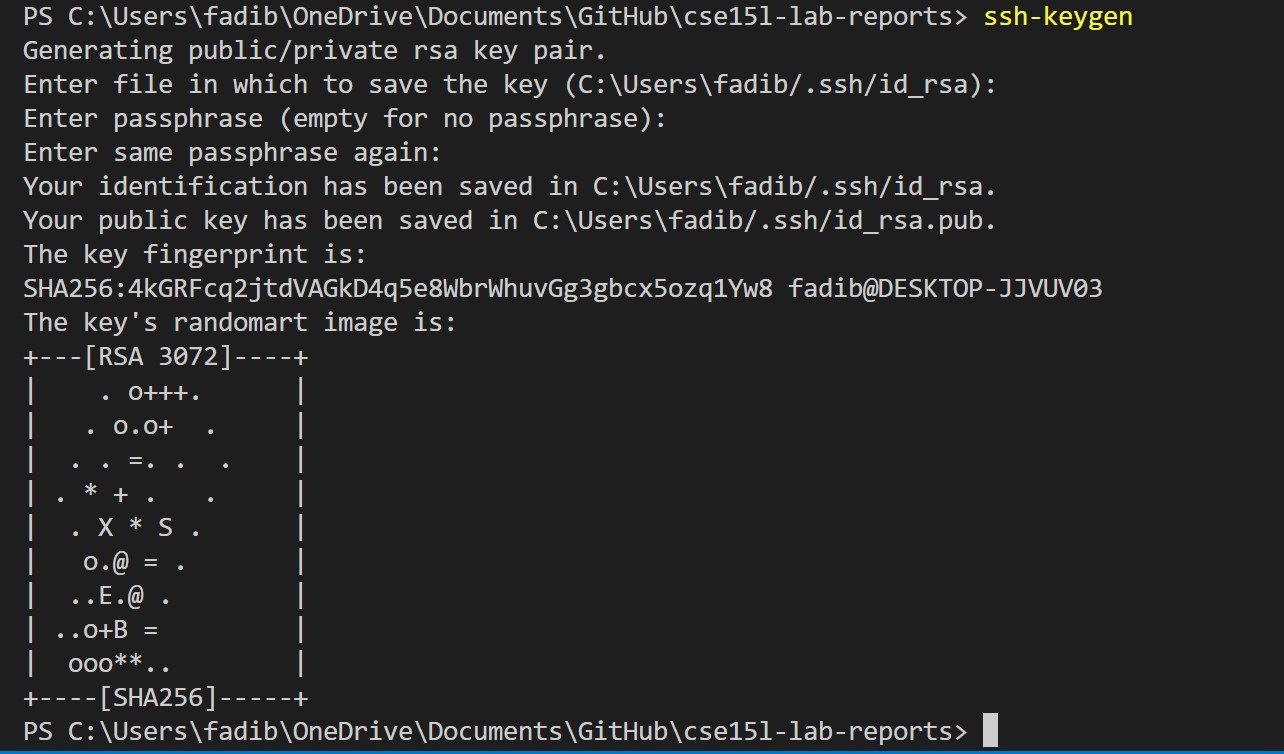 PS C:\Users\fadib\OneDrive\Documents\GitHub\cse15l-lab-reports> ssh-keygen
Generating public/private rsa key pair.
Enter file in which to save the key (C:\Users\fadib/.ssh/id_rsa):
Enter passphrase (empty for no passphrase):
Enter same passphrase again:
Your identification has been saved in C:\Users\fadib/.ssh/id_rsa.
Your public key has been saved in C:\Users\fadib/.ssh/id_rsa.pub.
The key fingerprint is:
SHA256:4kGRFcq2jtdVAGkD4q5e8WbrWhuvGg3gbcx5ozq1Yw8 fadib@DESKTOP-JJVUV03
The key's randomart image is:
+---[RSA 3072]----+
|    . o+++.      |
|   . o.o+  .     |
|  . . =. .  .    |
| . * + .   .     |
|  . X * S .      |
|   o.@ = .       |
|  ..E.@ .        |
| ..o+B =         |
|  ooo**..        |
+----[SHA256]-----+
PS C:\Users\fadib\OneDrive\Documents\GitHub\cse15l-lab-reports>